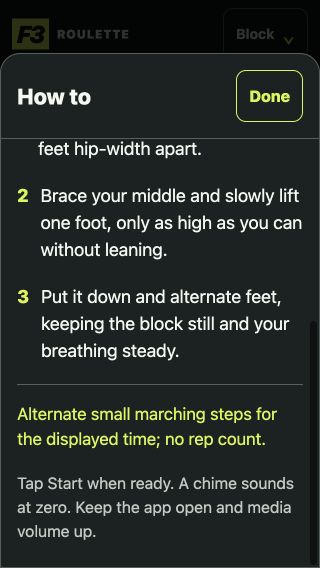 F3 ROULETTE
Block
How to
Done
feet hip-width apart.
2 Brace your middle and slowly lift
one foot, only as high as you can
without leaning.
3 Put it down and alternate feet,
keeping the block still and your
breathing steady.
Alternate small marching steps for
the displayed time; no rep count.
Tap Start when ready. A chime sounds
at zero. Keep the app open and media
volume up.